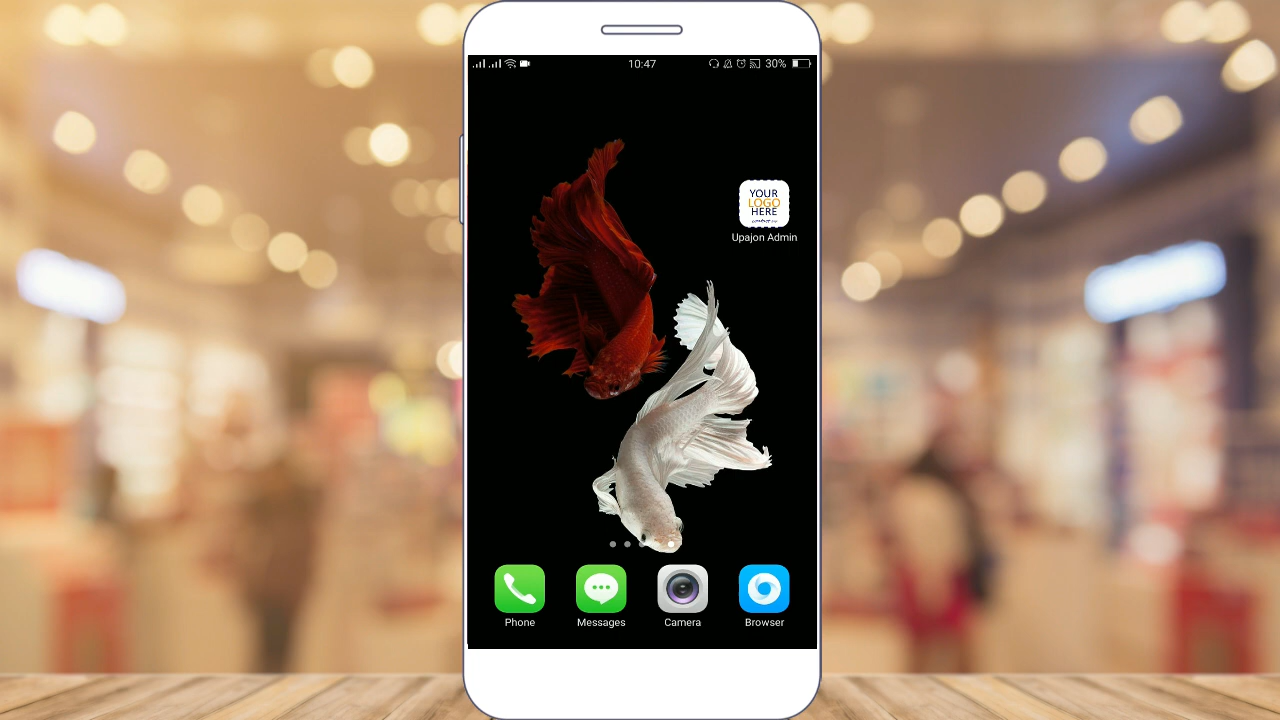 10:47
30%
YOUR
LOGO
HERE
Upajon Admin
Phone
Messages
Camera
Browser